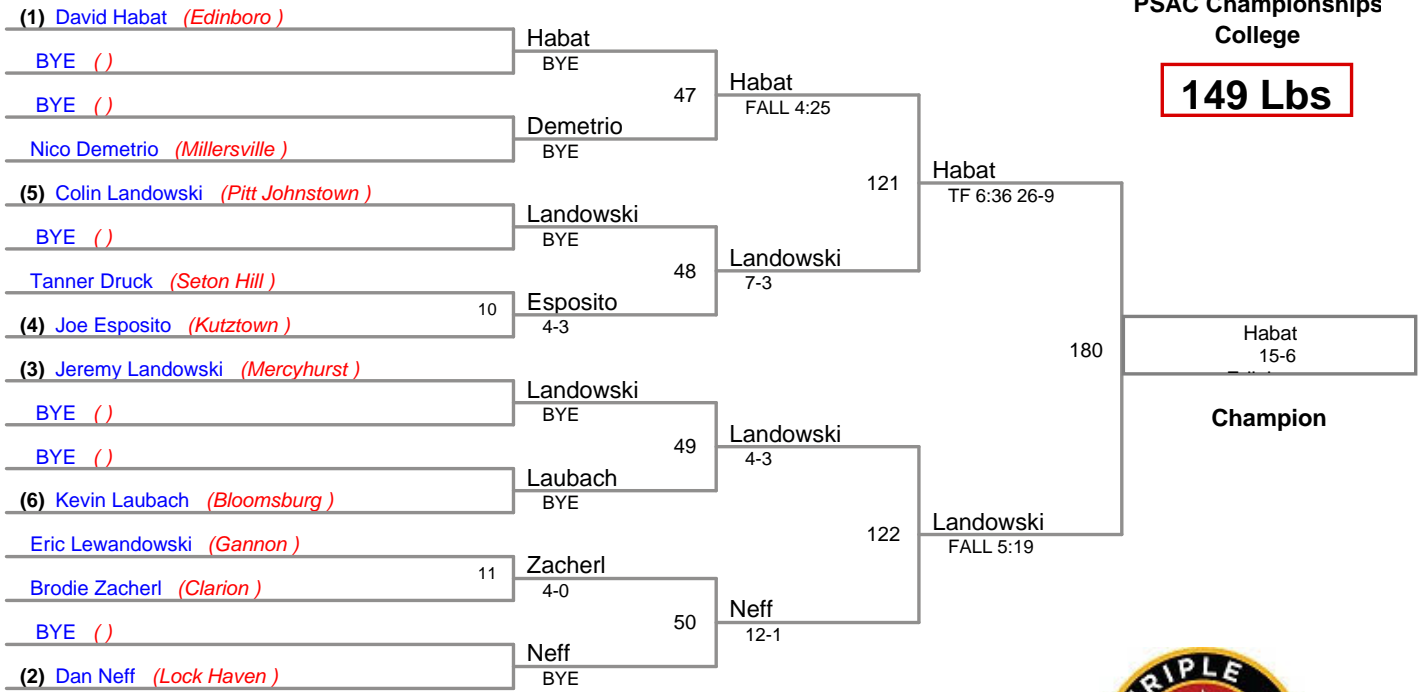 PSAC Championships
College
149 Lbs
(1) David Habat (Edinboro )
BYE ( )
BYE ( )
Nico Demetrio (Millersville )
(5) Colin Landowski (Pitt Johnstown )
BYE ( )
Tanner Druck (Seton Hill )
(4) Joe Esposito (Kutztown )
(3) Jeremy Landowski (Mercyhurst )
BYE ( )
BYE ( )
(6) Kevin Laubach (Bloomsburg )
Eric Lewandowski (Gannon )
Brodie Zacherl (Clarion )
BYE ( )
(2) Dan Neff (Lock Haven )
10
11
Habat
BYE
Demetrio
BYE
Landowski
BYE
Esposito
4-3
Landowski
BYE
Laubach
BYE
Zacherl
4-0
Neff
BYE
47
48
49
50
Habat
FALL 4:25
Landowski
7-3
Landowski
4-3
Neff
12-1
121
122
Habat
TF 6:36 26-9
Landowski
FALL 5:19
180
Habat
15-6
Champion
TRIPLE